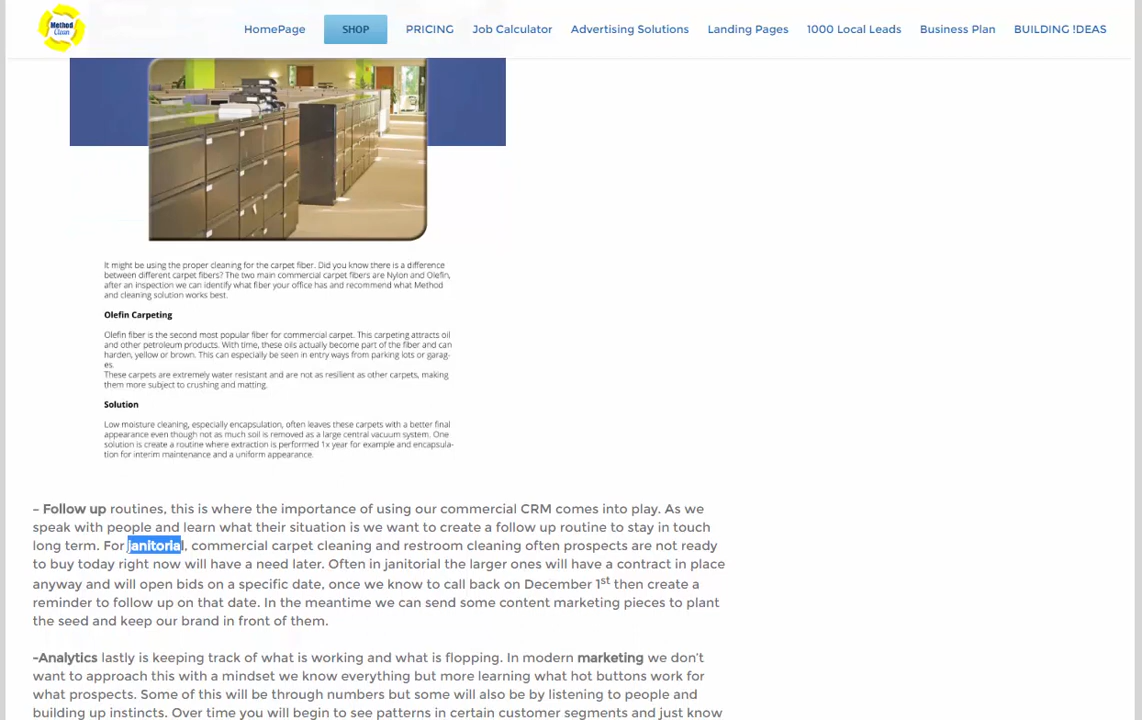 Method
Clean
HomePage
SHOP
PRICING
Job Calculator
Advertising Solutions
Landing Pages
1000 Local Leads
Business Plan
BUILDING !DEAS
It might be using the proper cleaning for the carpet fiber. Did you know there is a difference
between different carpet fibers? The two main commercial carpet fibers are Nylon and Olefin,
after an inspection we can identify what fiber your office has and recommend what Method
and cleaning solution works best.
Olefin Carpeting
Olefin fiber is the second most popular fiber for commercial carpet. This carpeting attracts oil
and other petroleum products. With time, these oils actually become part of the fiber and can
harden, yellow or brown. This can especially be seen in entry ways from parking lots or garag-
es.
These carpets are extremely water resistant and are not as resilient as other carpets, making
them more subject to crushing and matting.
Solution
Low moisture cleaning, especially encapsulation, often leaves these carpets with a better final
appearance even though not as much soil is removed as a large central vacuum system. One
solution is create a routine where extraction is performed 1x year for example and encapsula-
tion for interim maintenance and a uniform appearance.
– Follow up routines, this is where the importance of using our commercial CRM comes into play. As we
speak with people and learn what their situation is we want to create a follow up routine to stay in touch
long term. For janitorial, commercial carpet cleaning and restroom cleaning often prospects are not ready
to buy today right now will have a need later. Often in janitorial the larger ones will have a contract in place
anyway and will open bids on a specific date, once we know to call back on December 1st then create a
reminder to follow up on that date. In the meantime we can send some content marketing pieces to plant
the seed and keep our brand in front of them.
-Analytics lastly is keeping track of what is working and what is flopping. In modern marketing we don't
want to approach this with a mindset we know everything but more learning what hot buttons work for
what prospects. Some of this will be through numbers but some will also be by listening to people and
building up instincts. Over time you will begin to see patterns in certain customer segments and just know